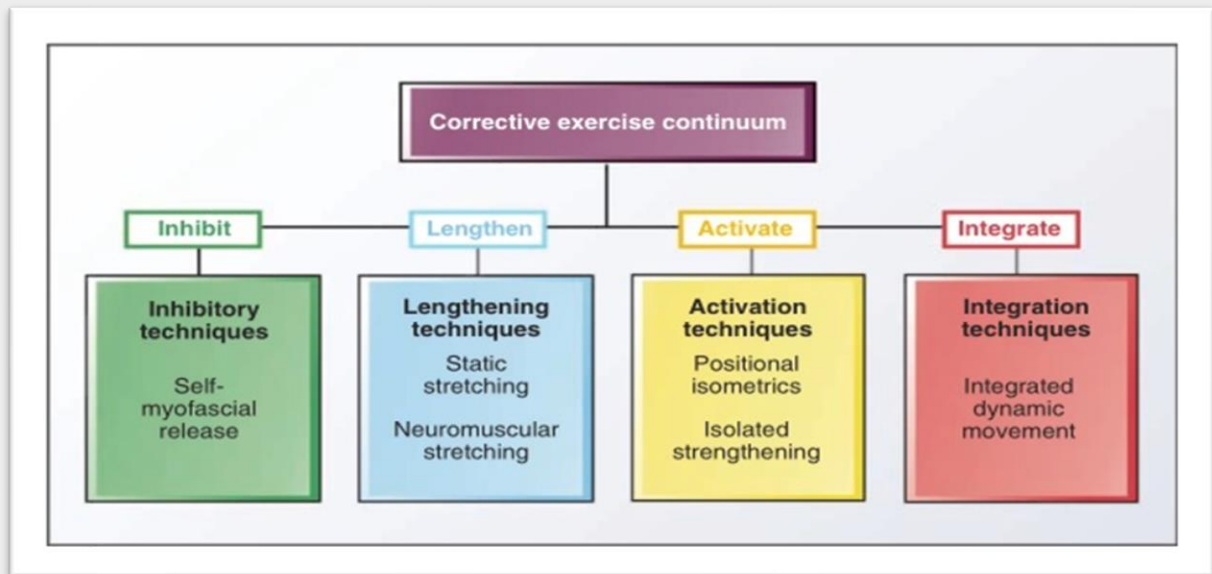 Corrective exercise continuum
Inhibit
Lengthen
Activate
Integrate
Inhibitory
techniques
Self-
myofascial
release
Lengthening
techniques
Static
stretching
Neuromuscular
stretching
Activation
techniques
Positional
isometrics
Isolated
strengthening
Integration
techniques
Integrated
dynamic
movement